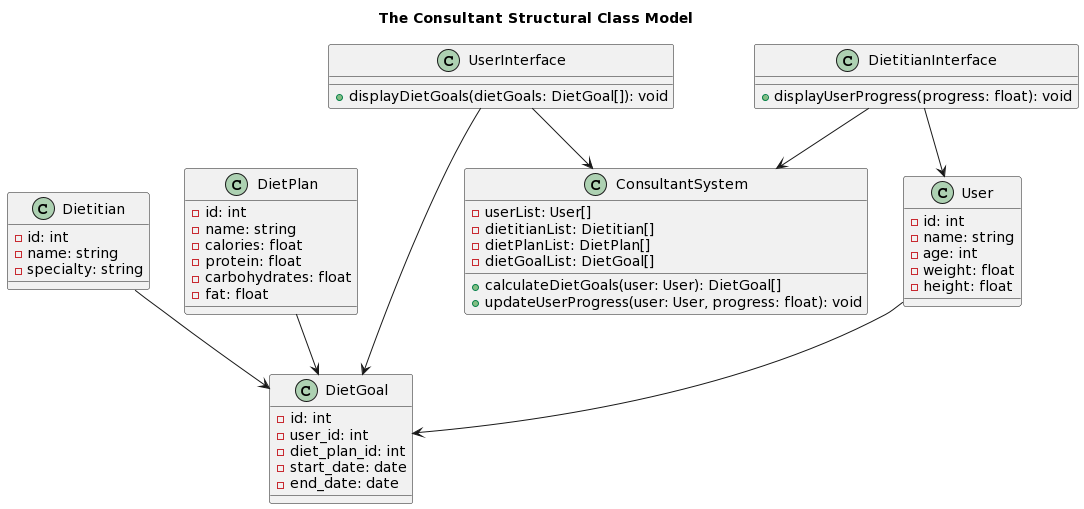 The Consultant Structural Class Model
C UserInterface
displayDietGoals(dietGoals: DietGoal[]): void
C DietitianInterface
displayUserProgress(progress: float): void
C Dietitian
id: int
name: string
specialty: string
C DietPlan
id: int
name: string
calories: float
protein: float
carbohydrates: float
fat: float
C ConsultantSystem
userList: User[]
dietitianList: Dietitian[]
dietPlanList: DietPlan[]
dietGoalList: DietGoal[]
calculateDietGoals(user: User): DietGoal[]
updateUserProgress(user: User, progress: float): void
C User
id: int
name: string
age: int
weight: float
height: float
C DietGoal
id: int
user_id: int
diet_plan_id: int
start_date: date
end_date: date